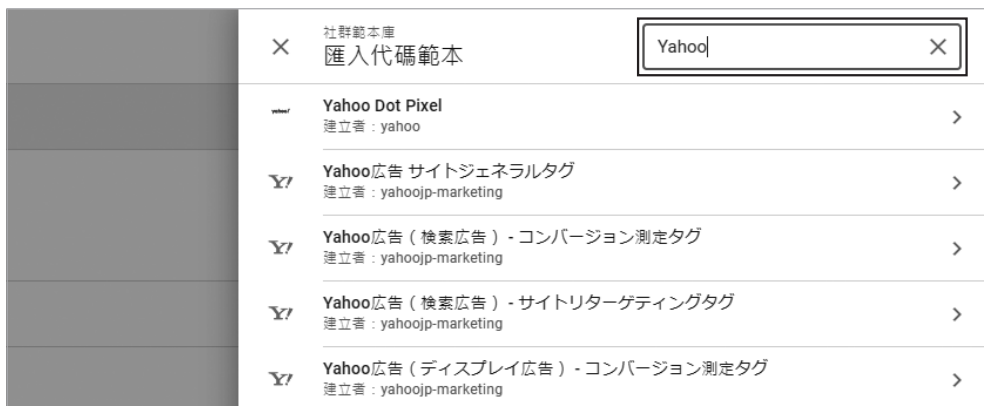 社群範本庫
匯入代碼範本
Yahoo
yahoo!
Yahoo Dot Pixel
建立者：yahoo
Y!
Yahoo広告 サイトジェネラルタグ
建立者：yahoojp-marketing
Y!
Yahoo広告（検索広告） - コンバージョン測定タグ
建立者：yahoojp-marketing
Y!
Yahoo広告（検索広告） - サイトリターゲティングタグ
建立者：yahoojp-marketing
Y!
Yahoo広告（ディスプレイ広告） - コンバージョン測定タグ
建立者：yahoojp-marketing